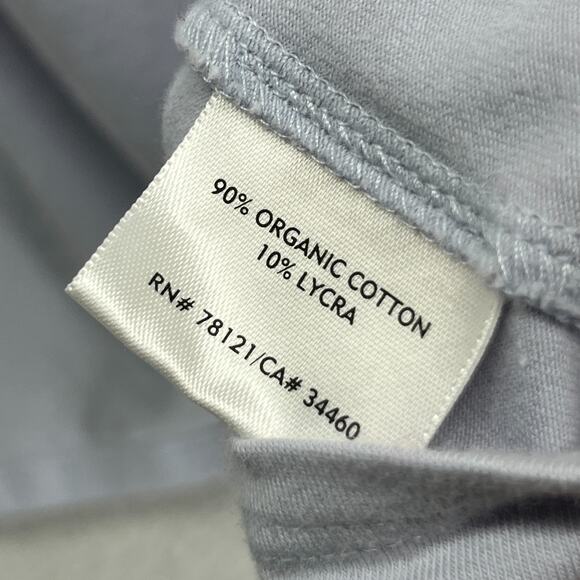 90% ORGANIC COTTON
10% LYCRA
RN# 78121/CA# 34460